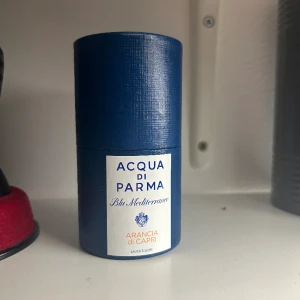 ACQUA
DI
PARMA
Blu Mediterraneo
ARANCIA
di CAPRI